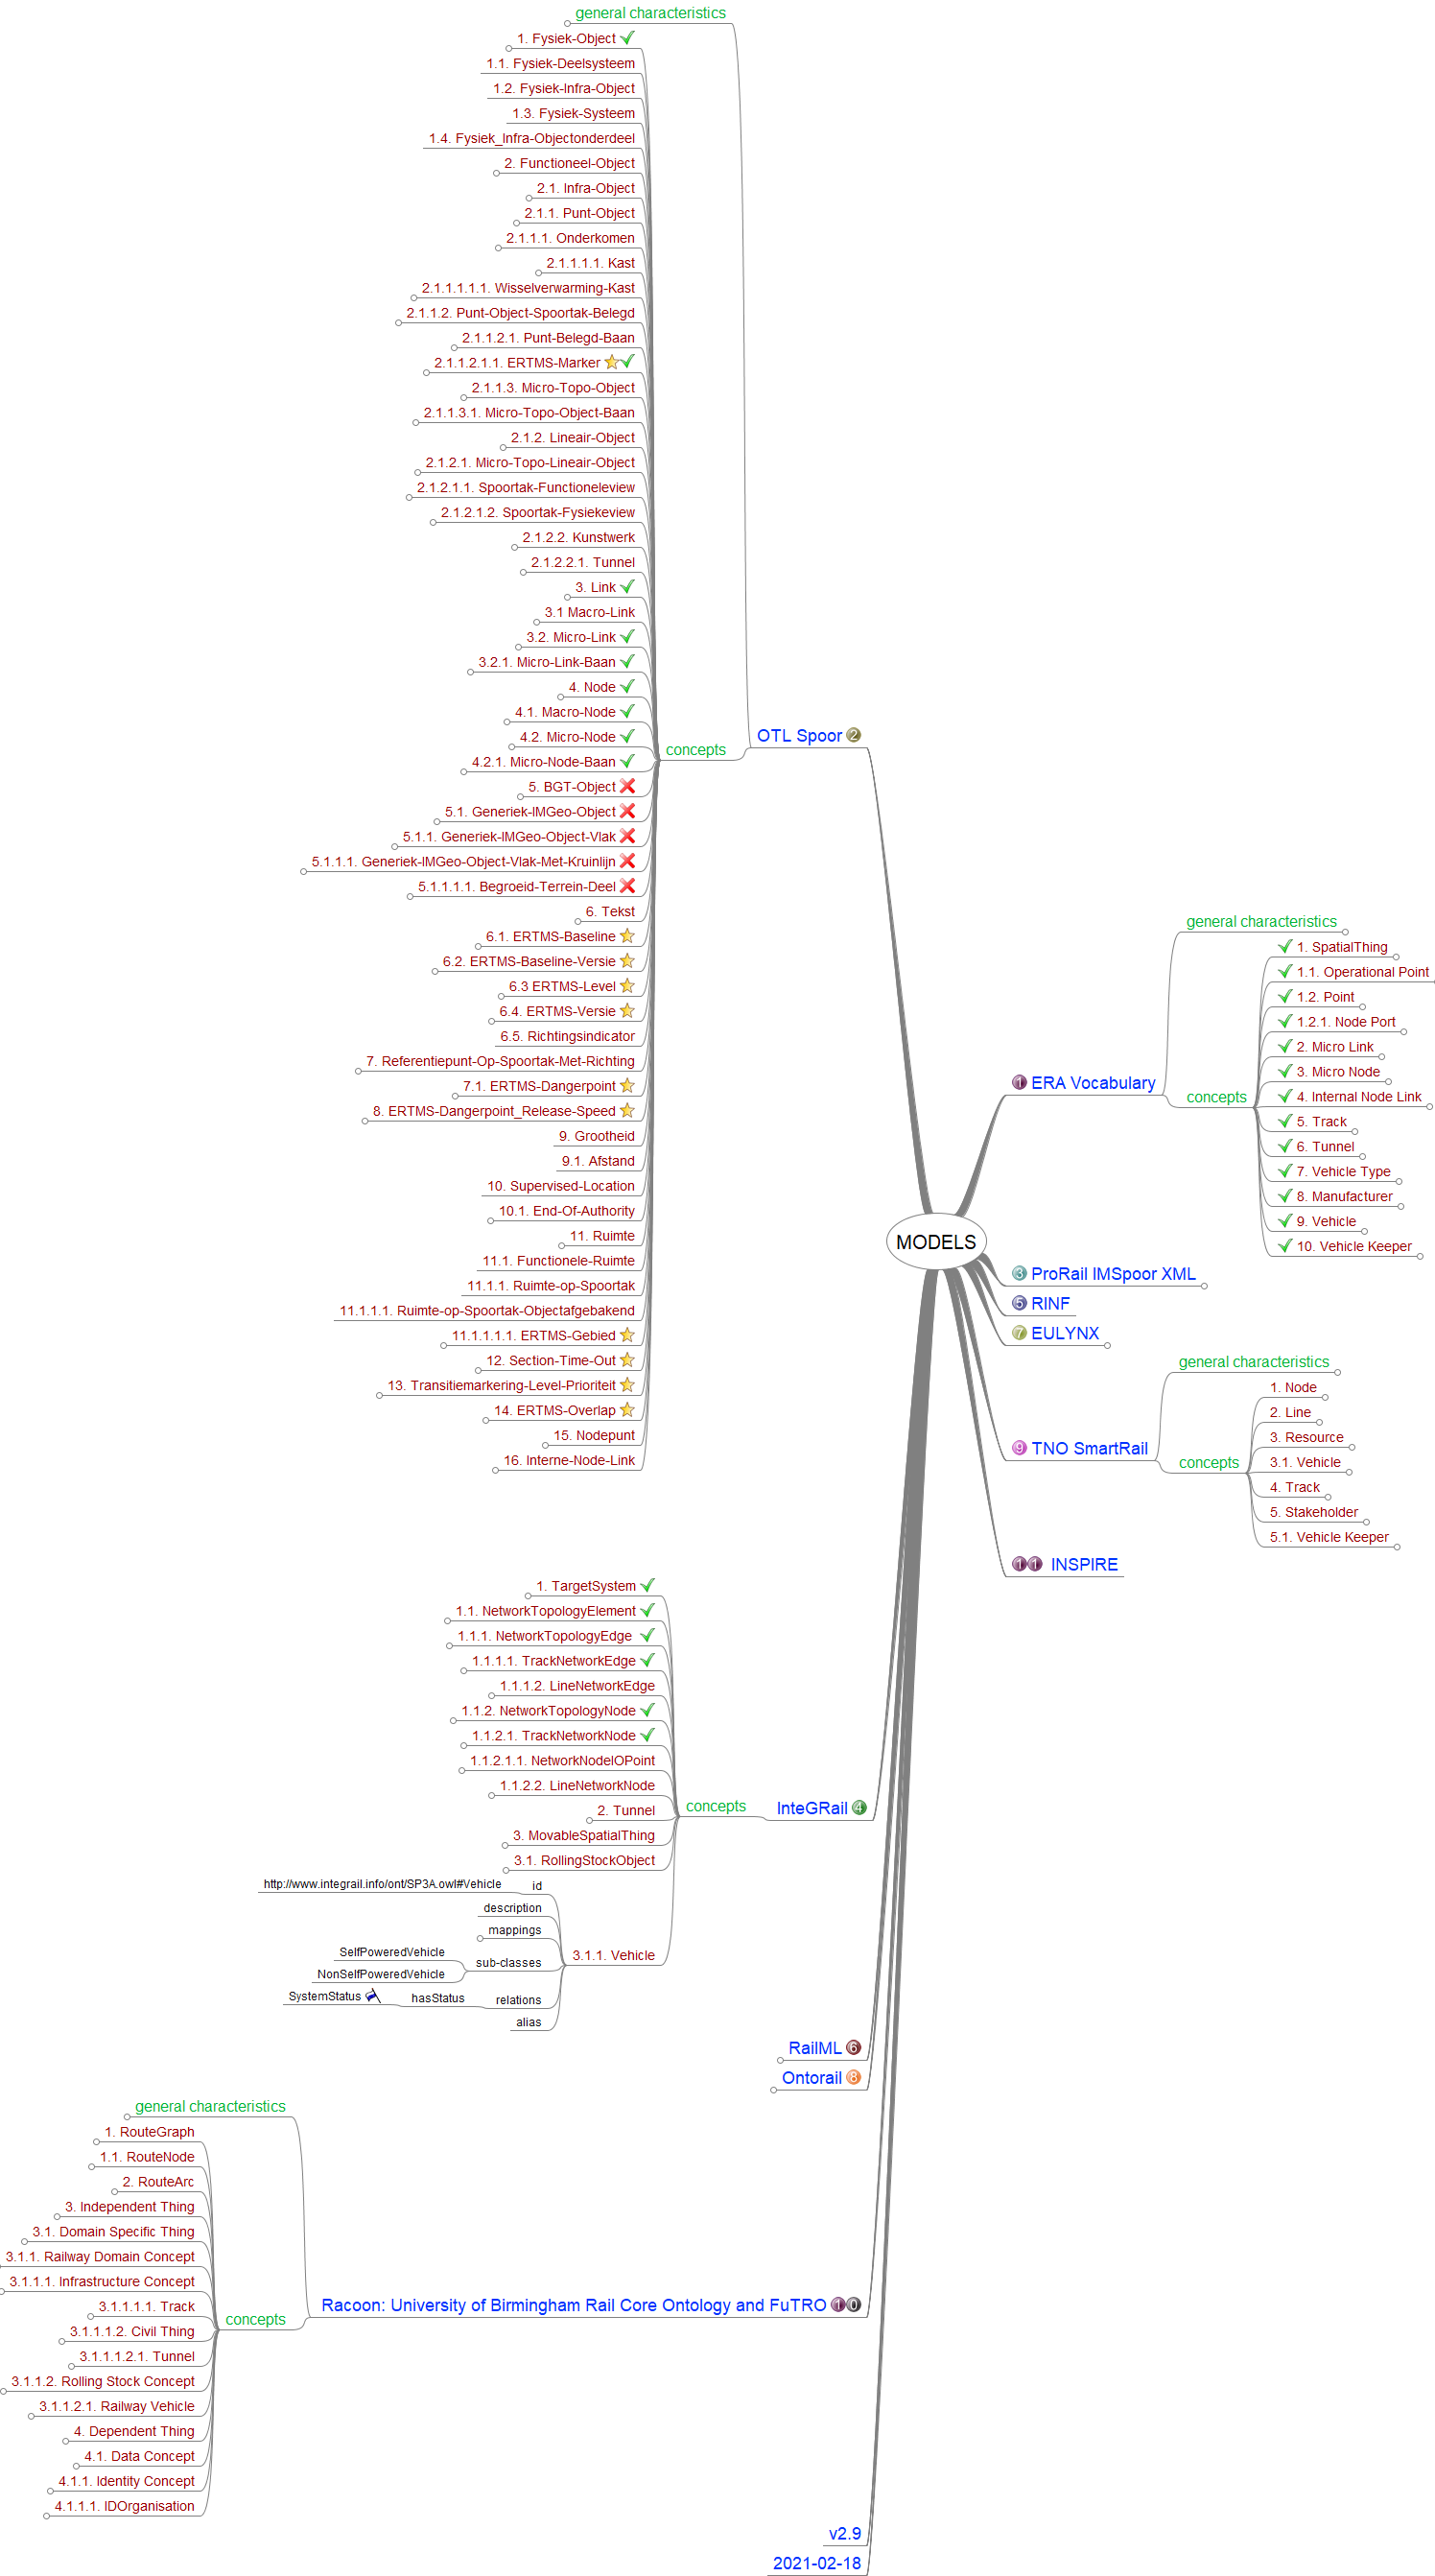 MODELS
ERA Vocabulary
general characteristics
concepts
1. SpatialThing
1.1. Operational Point
1.2. Point
1.2.1. Node Port
2. Micro Link
3. Micro Node
4. Internal Node Link
5. Track
6. Tunnel
7. Vehicle Type
8. Manufacturer
9. Vehicle
10. Vehicle Keeper
ProRail IMSpoor XML
RINF
EULYNX
TNO SmartRail
general characteristics
concepts
1. Node
2. Line
3. Resource
3.1. Vehicle
4. Track
5. Stakeholder
5.1. Vehicle Keeper
INSPIRE
OTL Spoor
general characteristics
concepts
1. Fysiek-Object
1.1. Fysiek-Deelsysteem
1.2. Fysiek-Infra-Object
1.3. Fysiek-Systeem
1.4. Fysiek_Infra-Objectonderdeel
2. Functioneel-Object
2.1. Infra-Object
2.1.1. Punt-Object
2.1.1.1. Onderkomen
2.1.1.1.1. Kast
2.1.1.1.1.1. Wisselverwarming-Kast
2.1.1.2. Punt-Object-Spoortak-Belegd
2.1.1.2.1. Punt-Belegd-Baan
2.1.1.2.1.1. ERTMS-Marker
2.1.1.3. Micro-Topo-Object
2.1.1.3.1. Micro-Topo-Object-Baan
2.1.2. Lineair-Object
2.1.2.1. Micro-Topo-Lineair-Object
2.1.2.1.1. Spoortak-Functioneleview
2.1.2.1.2. Spoortak-Fysiekeview
2.1.2.2. Kunstwerk
2.1.2.2.1. Tunnel
3. Link
3.1 Macro-Link
3.2. Micro-Link
3.2.1. Micro-Link-Baan
4. Node
4.1. Macro-Node
4.2. Micro-Node
4.2.1. Micro-Node-Baan
5. BGT-Object
5.1. Generiek-IMGeo-Object
5.1.1. Generiek-IMGeo-Object-Vlak
5.1.1.1. Generiek-IMGeo-Object-Vlak-Met-Kruinlijn
5.1.1.1.1. Begroeid-Terrein-Deel
6. Tekst
6.1. ERTMS-Baseline
6.2. ERTMS-Baseline-Versie
6.3 ERTMS-Level
6.4. ERTMS-Versie
6.5. Richtingsindicator
7. Referentiepunt-Op-Spoortak-Met-Richting
7.1. ERTMS-Dangerpoint
8. ERTMS-Dangerpoint_Release-Speed
9. Grootheid
9.1. Afstand
10. Supervised-Location
10.1. End-Of-Authority
11. Ruimte
11.1. Functionele-Ruimte
11.1.1. Ruimte-op-Spoortak
11.1.1.1. Ruimte-op-Spoortak-Objectafgebakend
11.1.1.1.1. ERTMS-Gebied
12. Section-Time-Out
13. Transitiemarkering-Level-Prioriteit
14. ERTMS-Overlap
15. Nodepunt
16. Interne-Node-Link
InteGRail
concepts
1. TargetSystem
1.1. NetworkTopologyElement
1.1.1. NetworkTopologyEdge
1.1.1.1. TrackNetworkEdge
1.1.1.2. LineNetworkEdge
1.1.2. NetworkTopologyNode
1.1.2.1. TrackNetworkNode
1.1.2.1.1. NetworkNodeIOPoint
1.1.2.2. LineNetworkNode
2. Tunnel
3. MovableSpatialThing
3.1. RollingStockObject
3.1.1. Vehicle
id
http://www.integrail.info/ont/SP3A.owl#Vehicle
description
mappings
sub-classes
SelfPoweredVehicle
NonSelfPoweredVehicle
relations
hasStatus
SystemStatus
alias
RailML
Ontorail
Racoon: University of Birmingham Rail Core Ontology and FuTRO
general characteristics
concepts
1. RouteGraph
1.1. RouteNode
2. RouteArc
3. Independent Thing
3.1. Domain Specific Thing
3.1.1. Railway Domain Concept
3.1.1.1. Infrastructure Concept
3.1.1.1.1. Track
3.1.1.1.2. Civil Thing
3.1.1.1.2.1. Tunnel
3.1.1.2. Rolling Stock Concept
3.1.1.2.1. Railway Vehicle
4. Dependent Thing
4.1. Data Concept
4.1.1. Identity Concept
4.1.1.1. IDOrganisation
v2.9
2021-02-18